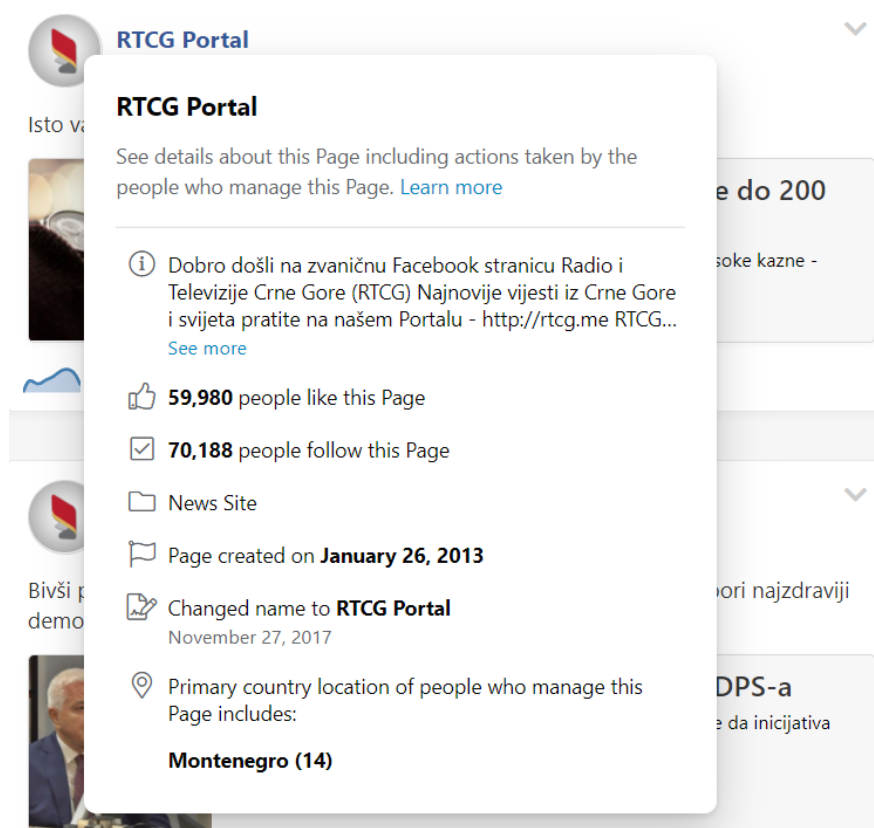 RTCG Portal
RTCG Portal
See details about this Page including actions taken by the
people who manage this Page. Learn more
Isto
e do 200
soke kazne -
Dobro došli na zvaničnu Facebook stranicu Radio i
Televizije Crne Gore (RTCG) Najnovije vijesti iz Crne Gore
i svijeta pratite na našem Portalu - http://rtcg.me RTCG...
See more
59,980 people like this Page
70,188 people follow this Page
News Site
Page created on January 26, 2013
Changed name to RTCG Portal
November 27, 2017
Primary country location of people who manage this
Page includes:
Montenegro (14)
Bivši
ori najzdraviji
demo
DPS-a
e da inicijativa